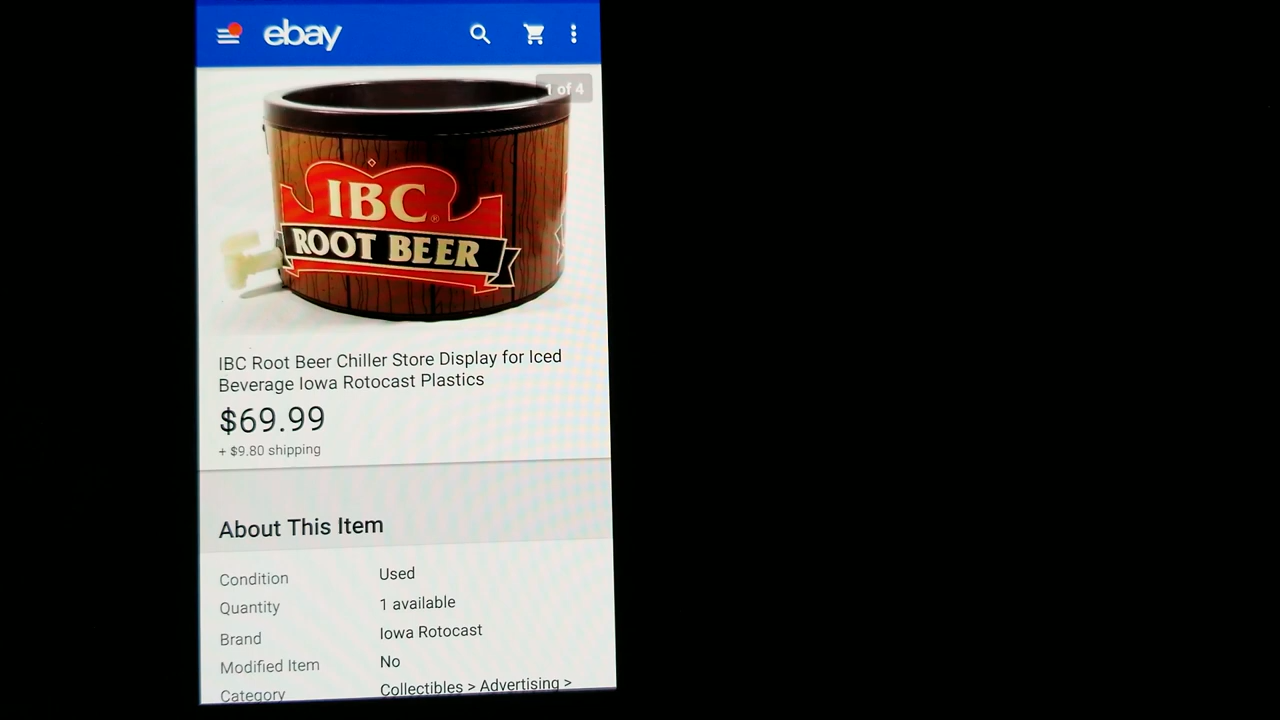 ebay
1 of 4
IBC®
ROOT BEER
IBC Root Beer Chiller Store Display for Iced
Beverage Iowa Rotocast Plastics
$69.99
+ $9.80 shipping
About This Item
Condition Used
Quantity 1 available
Brand Iowa Rotocast
Modified Item No
Category Collectibles > Advertising >